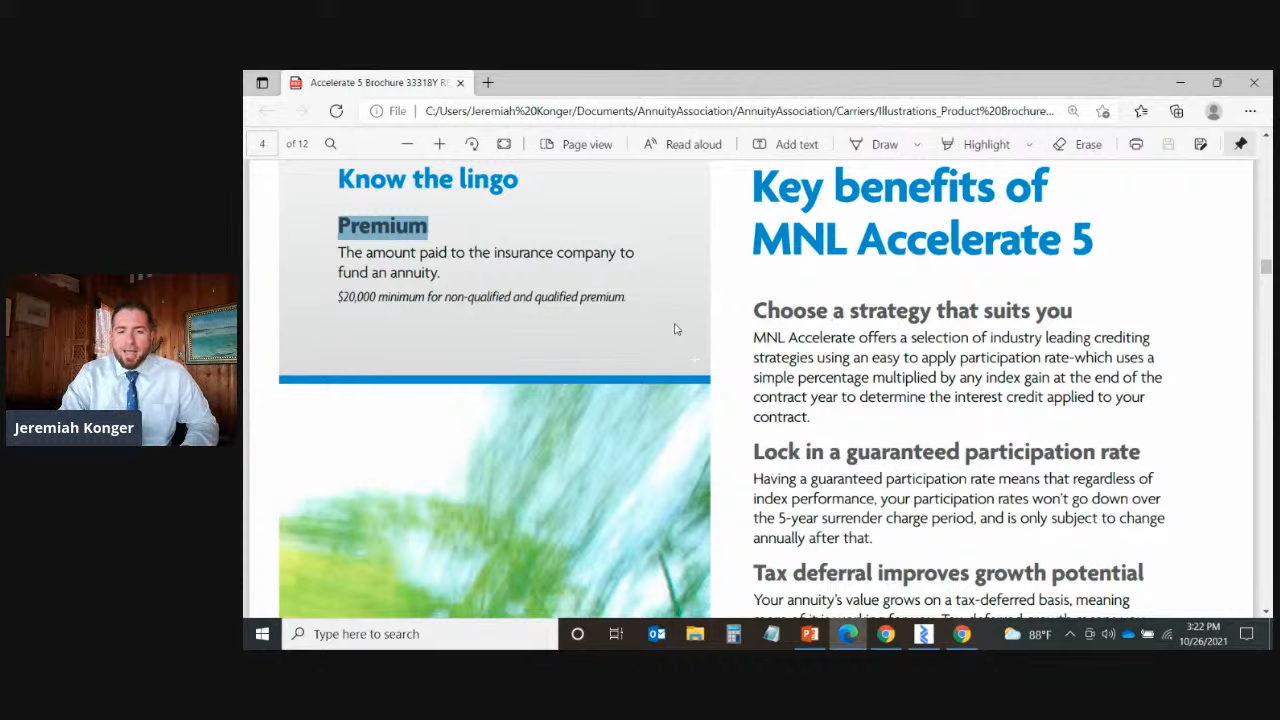 Accelerate 5 Brochure 33318Y RE
File
C:/Users/Jeremiah%20Konger/Documents/AnnuityAssociation/AnnuityAssociation/Carriers/Illustrations_Product%20Brochure...
4 of 12
Page view
Read aloud
Add text
Draw
Highlight
Erase
Know the lingo
Premium
The amount paid to the insurance company to
fund an annuity.
$20,000 minimum for non-qualified and qualified premium.
Key benefits of
MNL Accelerate 5
Choose a strategy that suits you
MNL Accelerate offers a selection of industry leading crediting
strategies using an easy to apply participation rate-which uses a
simple percentage multiplied by any index gain at the end of the
contract year to determine the interest credit applied to your
contract.
Lock in a guaranteed participation rate
Having a guaranteed participation rate means that regardless of
index performance, your participation rates won't go down over
the 5-year surrender charge period, and is only subject to change
annually after that.
Tax deferral improves growth potential
Your annuity's value grows on a tax-deferred basis, meaning
Jeremiah Konger
Type here to search
88°F
3:22 PM
10/26/2021